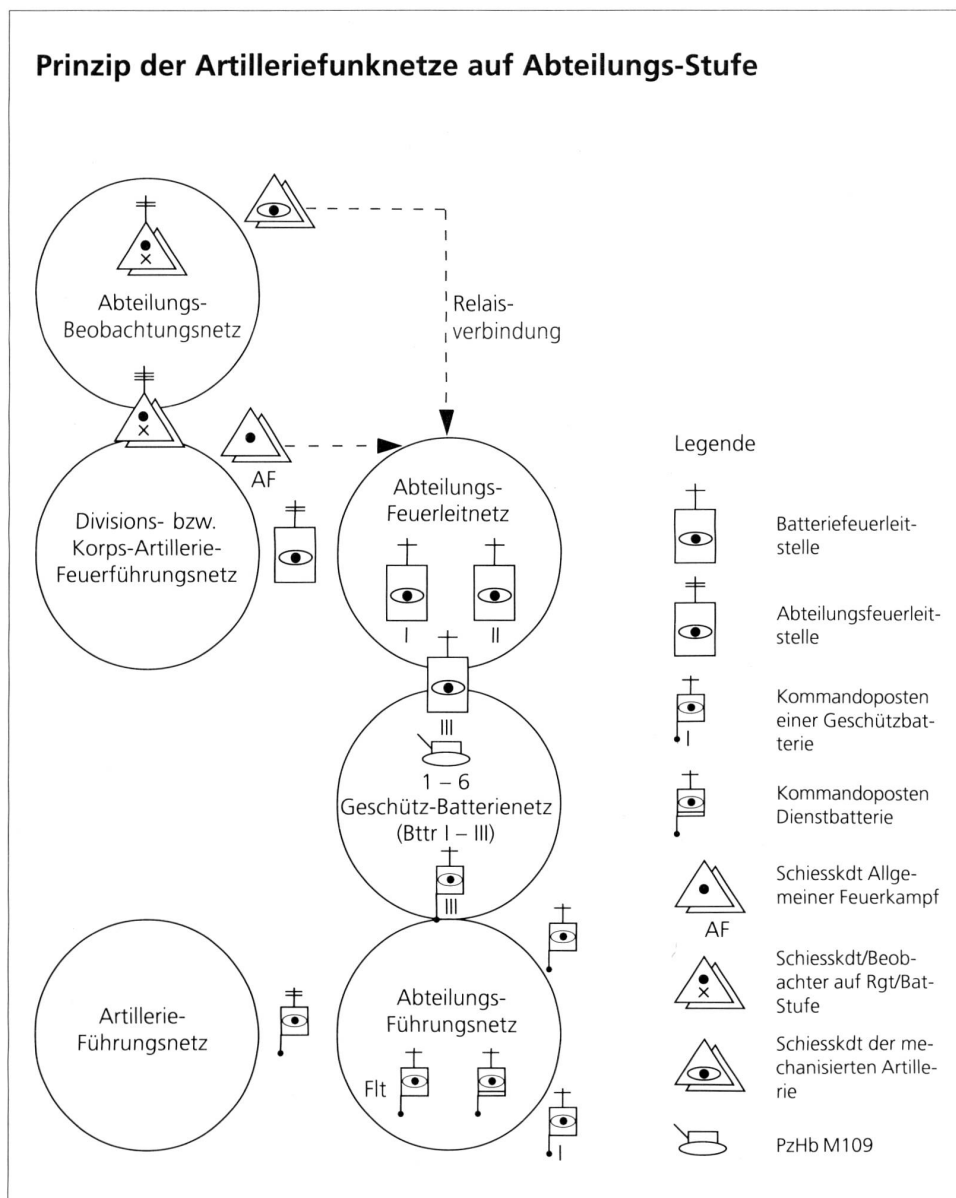 Prinzip der Artilleriefunknetze auf Abteilungs-Stufe
Abteilungs-
Beobachtungsnetz
Relais-
verbindung
AF
Divisions- bzw.
Korps-Artillerie-
Feuerführungsnetz
Abteilungs-
Feuerleitnetz
I
II
III
1 – 6
Geschütz-Batterienetz
(Bttr I – III)
III
Artillerie-
Führungsnetz
Abteilungs-
Führungsnetz
Flt
I
Legende
Batteriefeuerleit-
stelle
Abteilungsfeuerleit-
stelle
I
Kommandoposten
einer Geschützbat-
terie
Kommandoposten
Dienstbatterie
AF
Schiesskdt Allge-
meiner Feuerkampf
Schiesskdt/Beob-
achter auf Rgt/Bat-
Stufe
Schiesskdt der me-
chanisierten Artille-
rie
PzHb M109